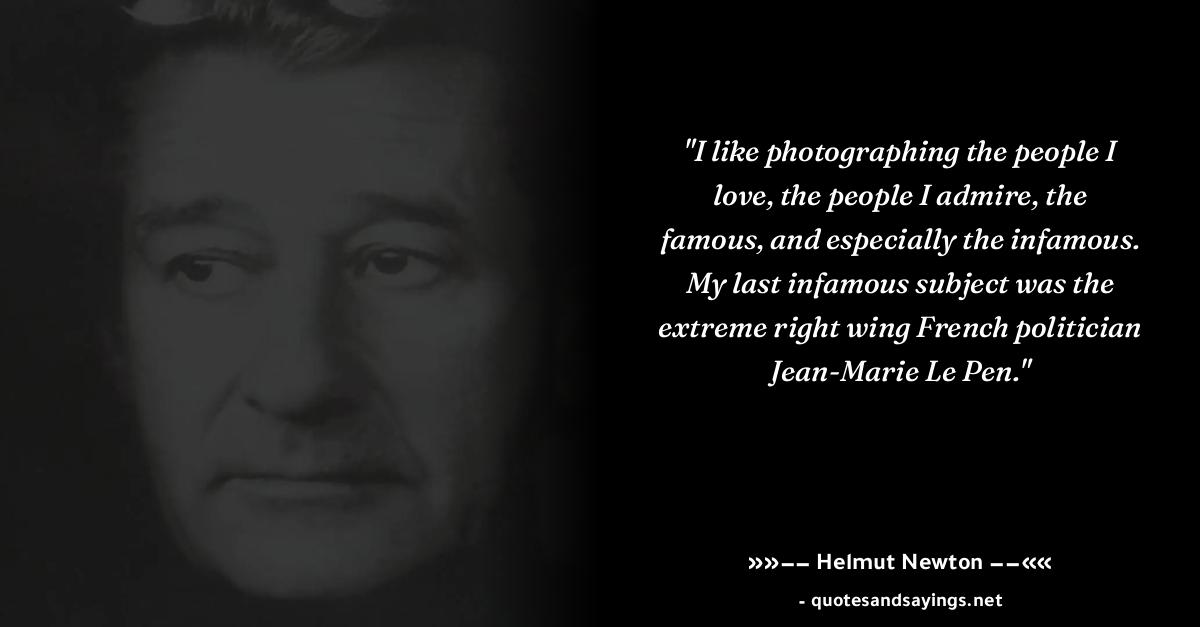 "I like photographing the people I
love, the people I admire, the
famous, and especially the infamous.
My last infamous subject was the
extreme right wing French politician
Jean-Marie Le Pen."
»»–– Helmut Newton ––««
- quotesandsayings.net